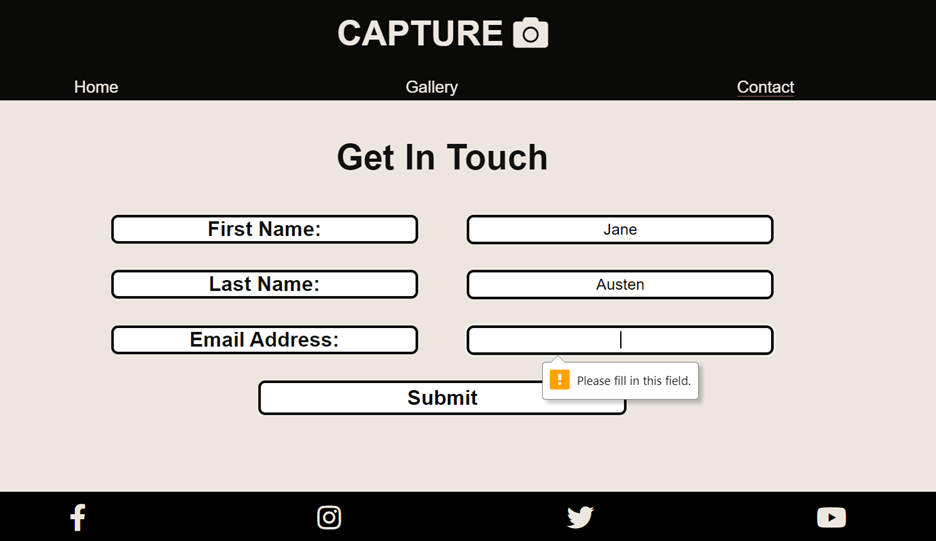 CAPTURE
Home Gallery Contact
Get In Touch
First Name: Jane
Last Name: Austen
Email Address:
Please fill in this field.
Submit